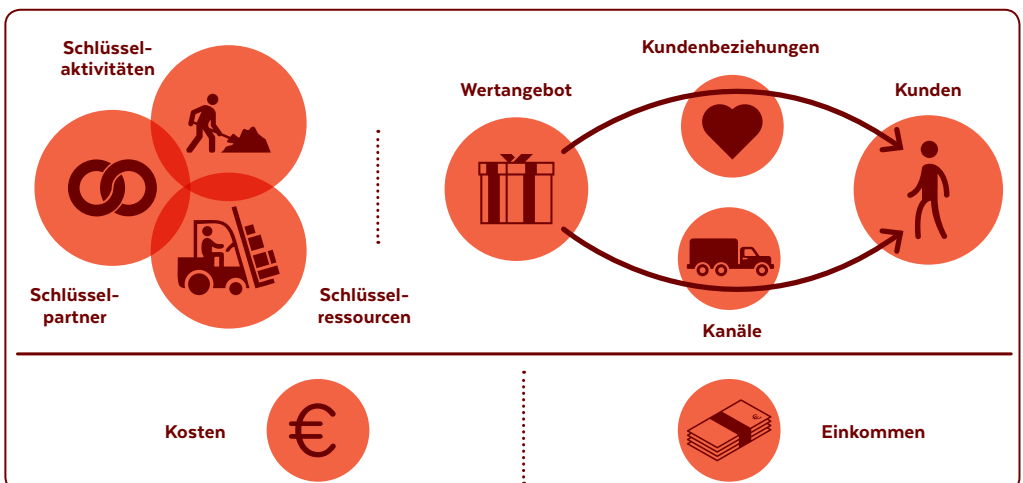 Schlüssel-
aktivitäten
Schlüssel-
partner
Schlüssel-
ressourcen
Wertangebot
Kundenbeziehungen
Kanäle
Kunden
Kosten
€
Einkommen
€